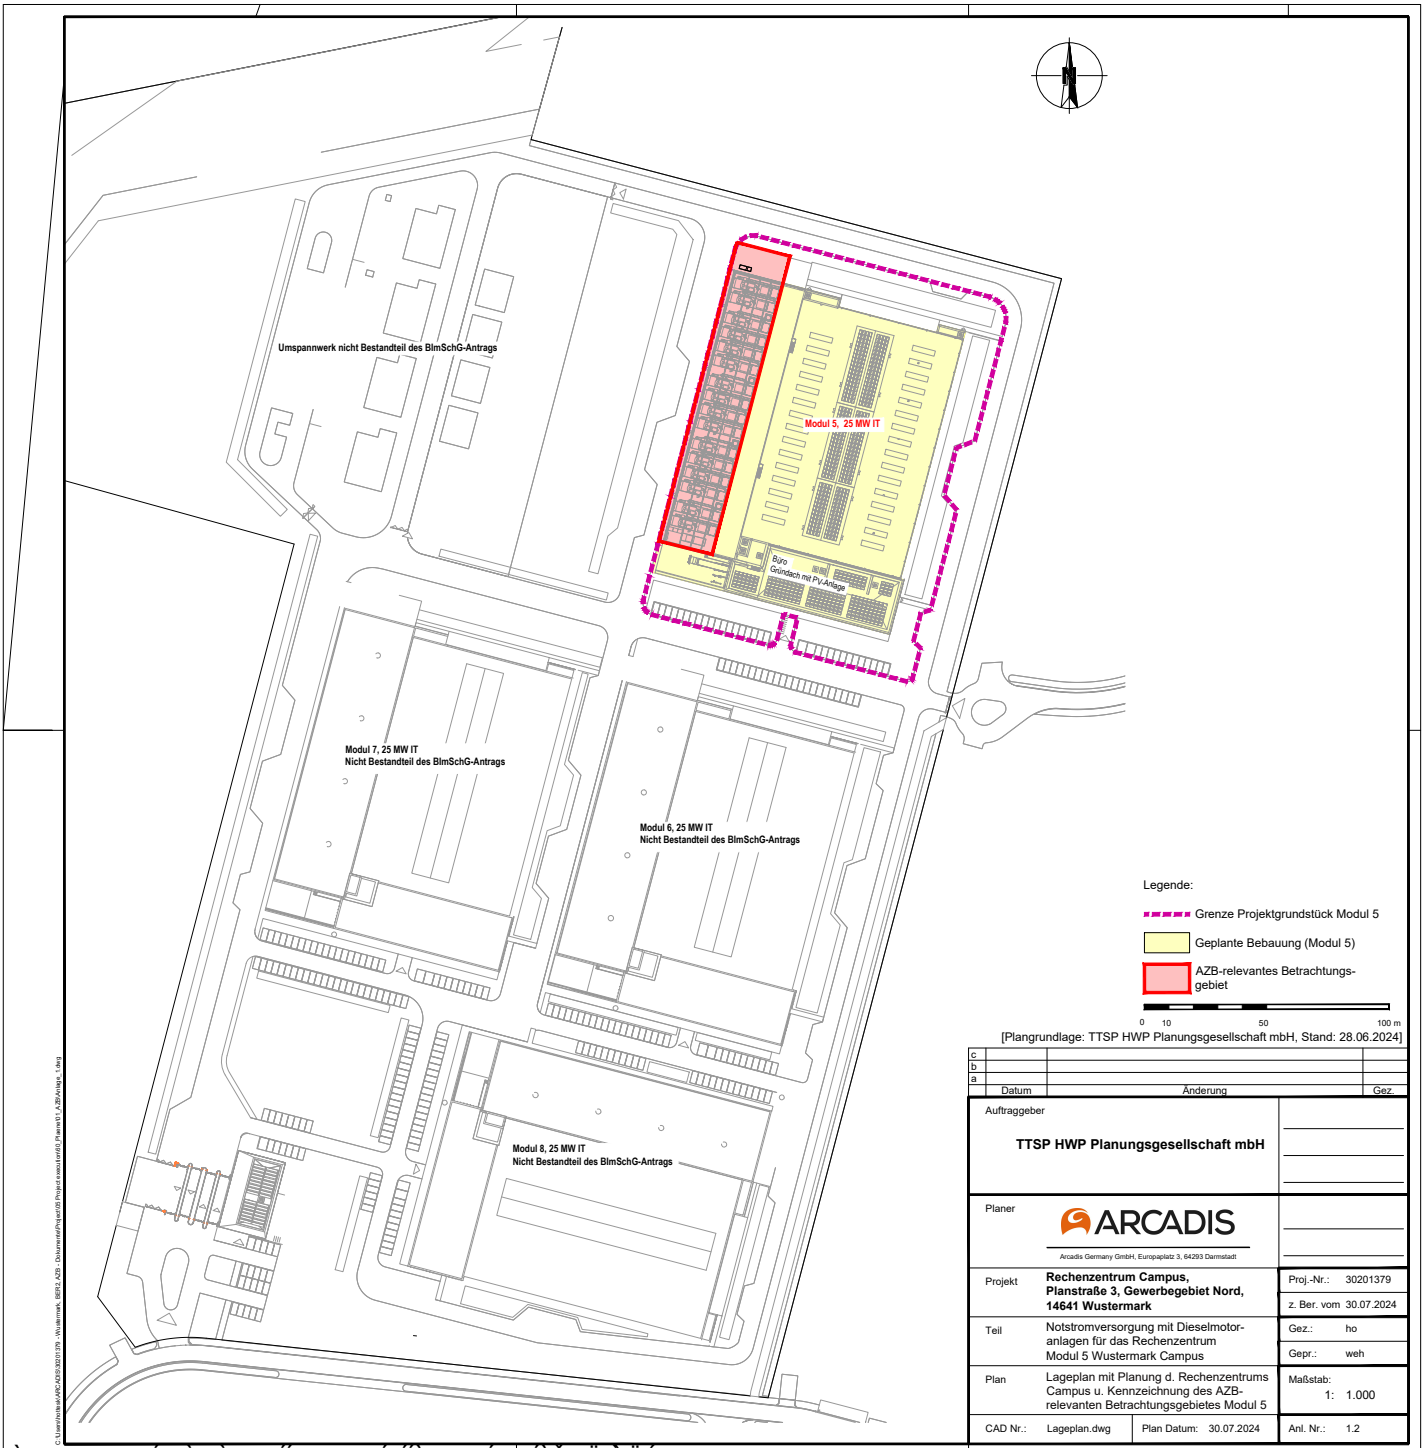 N
Umspannwerk nicht Bestandteil des BImSchG-Antrags
Modul 5, 25 MW IT
Büro
Gründach mit PV-Anlage
Modul 7, 25 MW IT
Nicht Bestandteil des BImSchG-Antrags
Modul 6, 25 MW IT
Nicht Bestandteil des BImSchG-Antrags
Modul 8, 25 MW IT
Nicht Bestandteil des BImSchG-Antrags
Legende:
Grenze Projektgrundstück Modul 5
Geplante Bebauung (Modul 5)
AZB-relevantes Betrachtungs-
gebiet
0 10 50 100 m
[Plangrundlage: TTSP HWP Planungsgesellschaft mbH, Stand: 28.06.2024]
c
b
a
Datum Änderung Gez.
Auftraggeber
TTSP HWP Planungsgesellschaft mbH
Planer
ARCADIS
Arcadis Germany GmbH, Europaplatz 3, 64293 Darmstadt
Projekt
Rechenzentrum Campus,
Planstraße 3, Gewerbegebiet Nord,
14641 Wustermark
Proj.-Nr.: 30201379
z. Ber. vom 30.07.2024
Teil
Notstromversorgung mit Dieselmotor-
anlagen für das Rechenzentrum
Modul 5 Wustermark Campus
Gez.: ho
Gepr.: weh
Plan
Lageplan mit Planung d. Rechenzentrums
Campus u. Kennzeichnung des AZB-
relevanten Betrachtungsgebietes Modul 5
Maßstab:
1: 1.000
CAD Nr.: Lageplan.dwg
Plan Datum: 30.07.2024
Anl. Nr.: 1.2